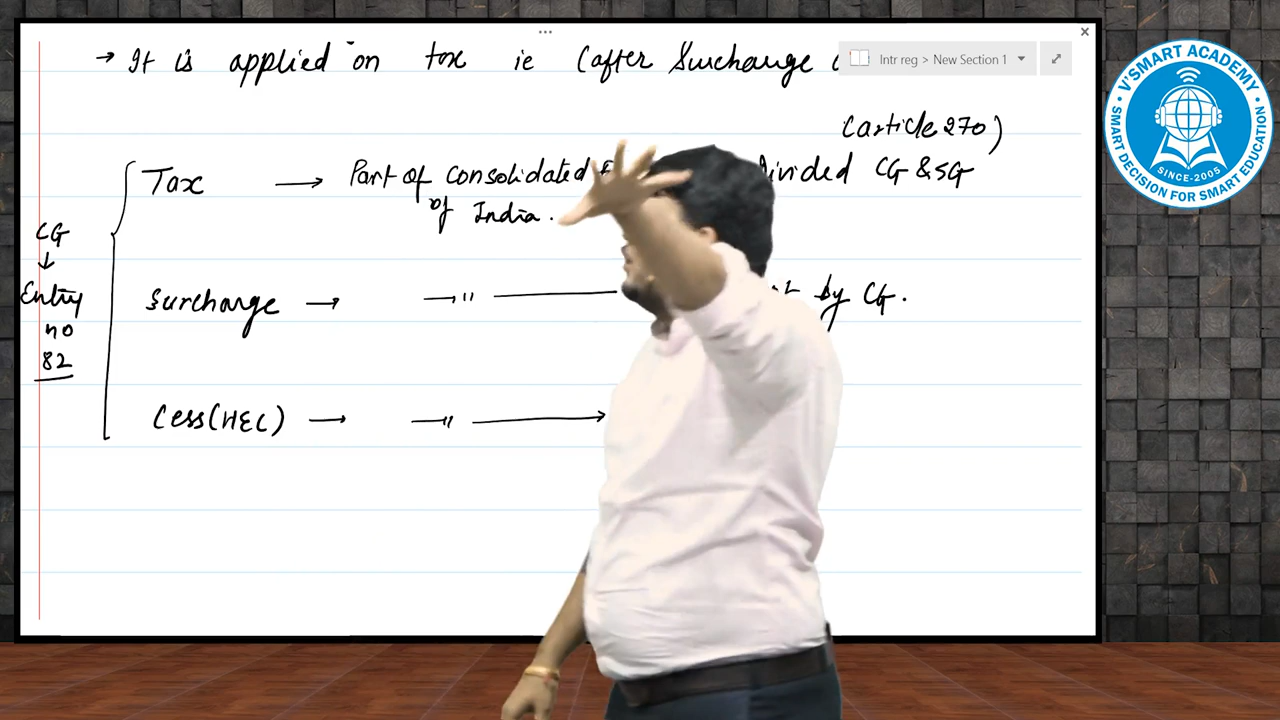 → It is applied on tax ie (after Surcharge
Intr reg > New Section 1
(article 270)
Tax → Part of consolidated divided CG & SG
of India.
CG
↓
Entry
no
82
Surcharge → —"— by CG.
Cess(HEC) → —"—→
V'SMART ACADEMY
SINCE-2005
SMART DECISION FOR SMART EDUCATION